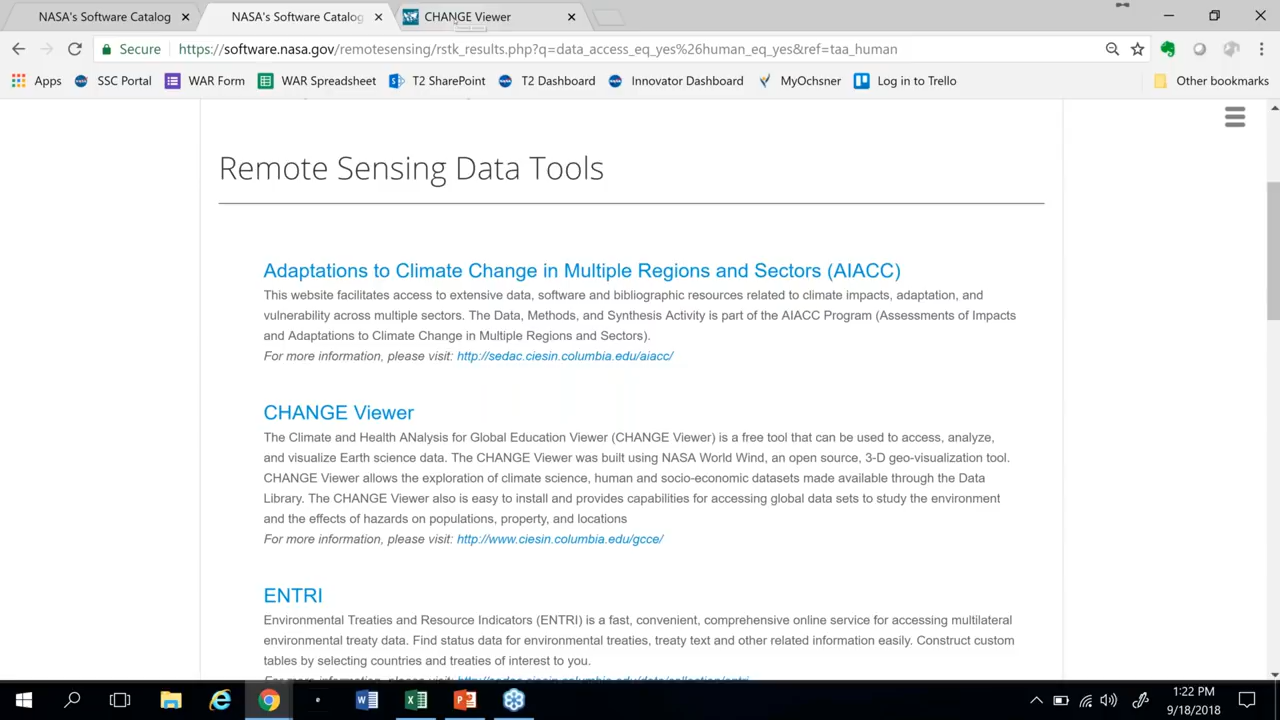 NASA's Software Catalog
NASA's Software Catalog
CHANGE Viewer
Secure
https://software.nasa.gov/remotesensing/rstk_results.php?q=data_access_eq_yes%26human_eq_yes&ref=taa_human
Apps
SSC Portal
WAR Form
WAR Spreadsheet
T2 SharePoint
T2 Dashboard
Innovator Dashboard
MyOchsner
Log in to Trello
Other bookmarks
Remote Sensing Data Tools
Adaptations to Climate Change in Multiple Regions and Sectors (AIACC)
This website facilitates access to extensive data, software and bibliographic resources related to climate impacts, adaptation, and
vulnerability across multiple sectors. The Data, Methods, and Synthesis Activity is part of the AIACC Program (Assessments of Impacts
and Adaptations to Climate Change in Multiple Regions and Sectors).
For more information, please visit: http://sedac.ciesin.columbia.edu/aiacc/
CHANGE Viewer
The Climate and Health ANalysis for Global Education Viewer (CHANGE Viewer) is a free tool that can be used to access, analyze,
and visualize Earth science data. The CHANGE Viewer was built using NASA World Wind, an open source, 3-D geo-visualization tool.
CHANGE Viewer allows the exploration of climate science, human and socio-economic datasets made available through the Data
Library. The CHANGE Viewer also is easy to install and provides capabilities for accessing global data sets to study the environment
and the effects of hazards on populations, property, and locations
For more information, please visit: http://www.ciesin.columbia.edu/gcce/
ENTRI
Environmental Treaties and Resource Indicators (ENTRI) is a fast, convenient, comprehensive online service for accessing multilateral
environmental treaty data. Find status data for environmental treaties, treaty text and other related information easily. Construct custom
tables by selecting countries and treaties of interest to you.
For more information, please visit: http://sedac.ciesin.columbia.edu/data/collection/entri
1:22 PM
9/18/2018